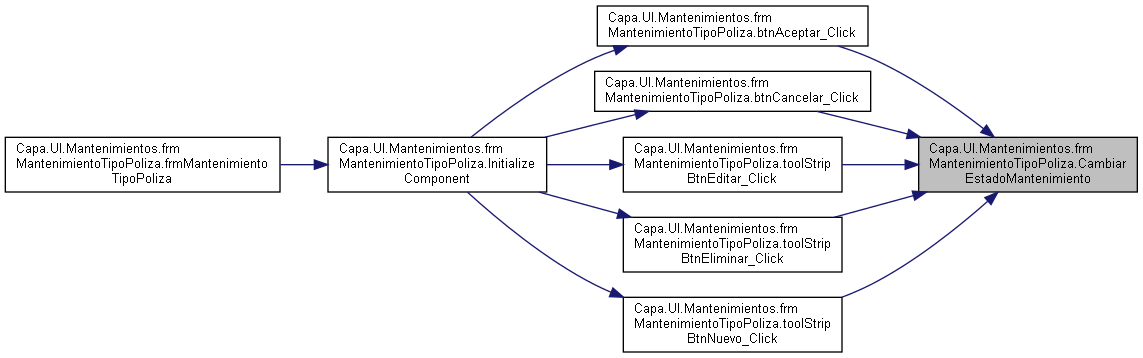 Capa.UI.Mantenimientos.frm
MantenimientoTipoPoliza.btnAceptar_Click
Capa.UI.Mantenimientos.frm
MantenimientoTipoPoliza.btnCancelar_Click
Capa.UI.Mantenimientos.frm
MantenimientoTipoPoliza.frmMantenimiento
TipoPoliza
Capa.UI.Mantenimientos.frm
MantenimientoTipoPoliza.Initialize
Component
Capa.UI.Mantenimientos.frm
MantenimientoTipoPoliza.toolStrip
BtnEditar_Click
Capa.UI.Mantenimientos.frm
MantenimientoTipoPoliza.Cambiar
EstadoMantenimiento
Capa.UI.Mantenimientos.frm
MantenimientoTipoPoliza.toolStrip
BtnEliminar_Click
Capa.UI.Mantenimientos.frm
MantenimientoTipoPoliza.toolStrip
BtnNuevo_Click